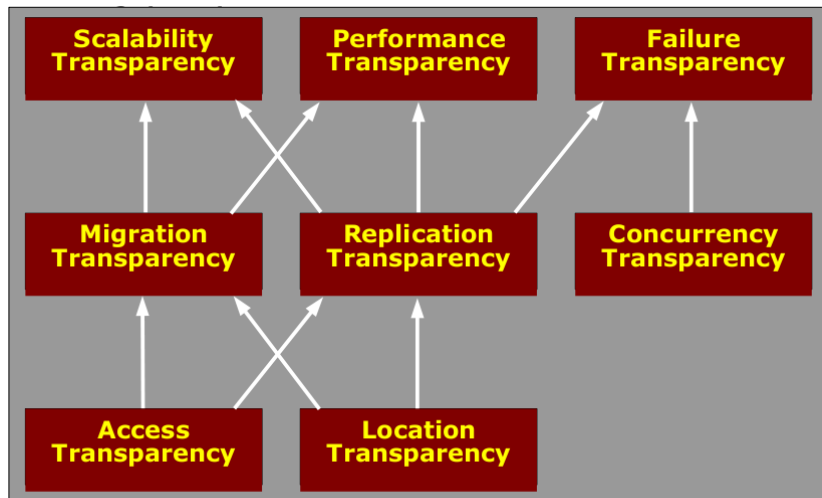 Scalability
Transparency
Performance
Transparency
Failure
Transparency
Migration
Transparency
Replication
Transparency
Concurrency
Transparency
Access
Transparency
Location
Transparency